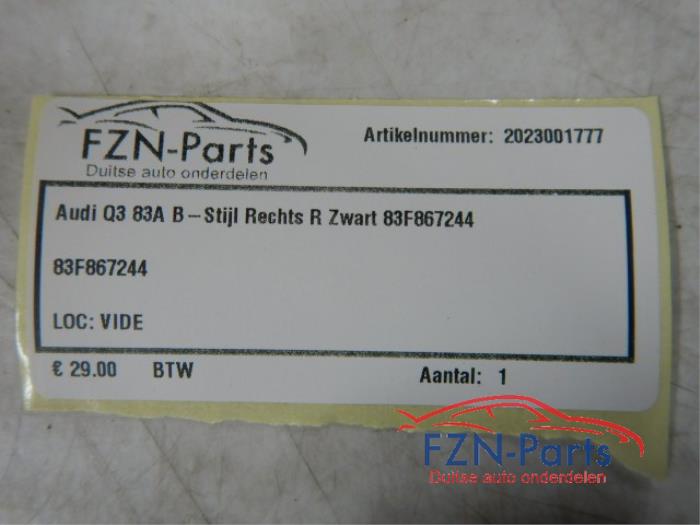 FZN-Parts
Duitse auto onderdelen
Artikelnummer: 2023001777
Audi Q3 83A B-Stijl Rechts R Zwart 83F867244
83F867244
LOC: VIDE
€ 29.00 BTW Aantal: 1
FZN-Parts
Duitse auto onderdelen